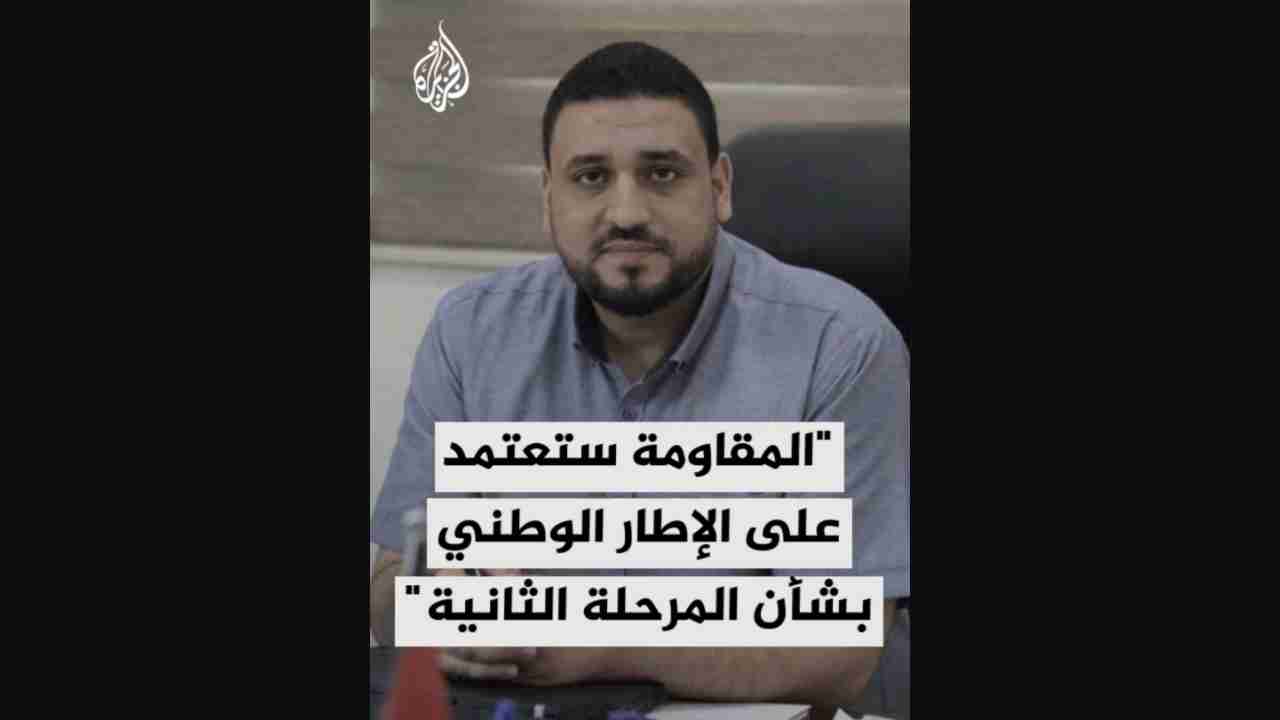 الجزيرة
"المقاومة ستعتمد
على الإطار الوطني
بشأن المرحلة الثانية"